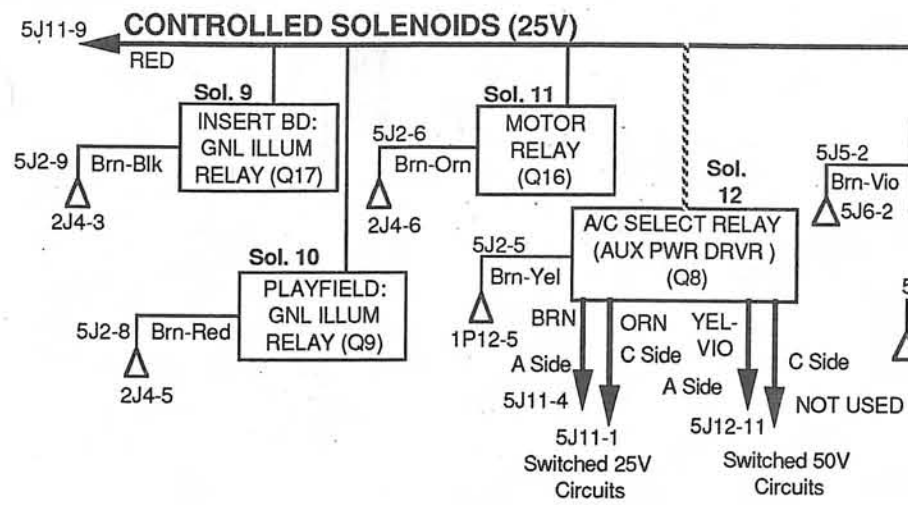 5J11-9
CONTROLLED SOLENOIDS (25V)
RED
Sol. 9
INSERT BD:
GNL ILLUM
RELAY (Q17)
5J2-9
Brn-Blk
2J4-3
Sol. 11
MOTOR
RELAY
(Q16)
5J2-6
Brn-Orn
2J4-6
Sol.
12
A/C SELECT RELAY
(AUX PWR DRVR )
(Q8)
5J2-5
Brn-Yel
1P12-5
5J5-2
Brn-Vio
5J6-2
Sol. 10
PLAYFIELD:
GNL ILLUM
RELAY (Q9)
5J2-8
Brn-Red
2J4-5
BRN
A Side
5J11-4
ORN
C Side
5J11-1
Switched 25V
Circuits
YEL-
VIO
A Side
5J12-11
C Side
NOT USED
Switched 50V
Circuits